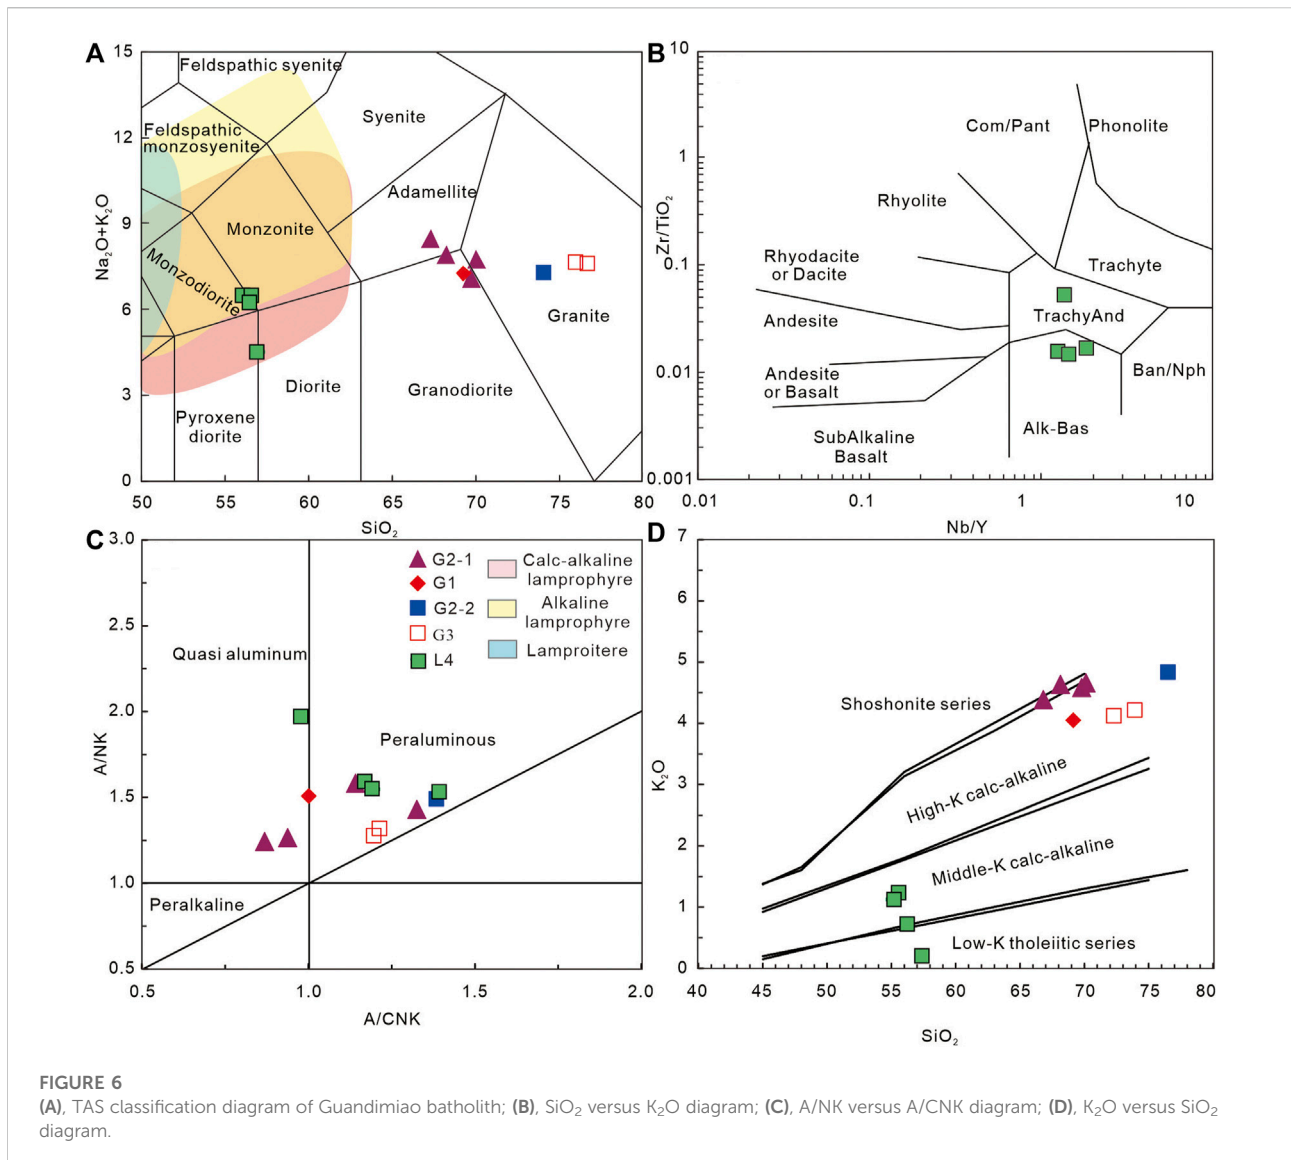 A
15
12
9
6
3
0
Na₂O+K₂O
50
55
60
65
70
75
80
SiO₂
Feldspathic syenite
Feldspathic
monzosyenite
Syenite
Adamellite
Monzonite
Monzodiorite
Granite
Diorite
Granodiorite
Pyroxene
diorite
B
10
1
0.1
0.01
0.001
Zr/TiO₂
0.01
0.1
1
10
Nb/Y
Com/Pant
Phonolite
Rhyolite
Rhyodacite
or Dacite
Trachyte
Andesite
TrachyAnd
Andesite
or Basalt
Ban/Nph
SubAlkaline
Basalt
Alk-Bas
C
3.0
2.5
2.0
1.5
1.0
0.5
A/NK
0.5
1.0
1.5
2.0
A/CNK
Quasi aluminum
Peraluminous
Peralkaline
G2-1
G1
G2-2
G3
L4
Calc-alkaline
lamprophyre
Alkaline
lamprophyre
Lamproitere
D
7
6
5
4
3
2
1
0
K₂O
40
45
50
55
60
65
70
75
80
SiO₂
Shoshonite series
High-K calc-alkaline
Middle-K calc-alkaline
Low-K tholeiitic series
FIGURE 6
(A), TAS classification diagram of Guandimiao batholith; (B), SiO₂ versus K₂O diagram; (C), A/NK versus A/CNK diagram; (D), K₂O versus SiO₂
diagram.